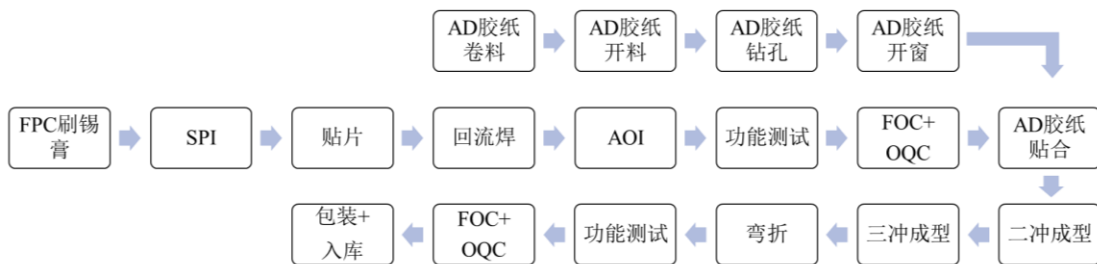 AD胶纸
卷料
AD胶纸
开料
AD胶纸
钻孔
AD胶纸
开窗
FPC刷锡
膏
SPI
贴片
回流焊
AOI
功能测试
FOC+
OQC
AD胶纸
贴合
包装+
入库
FOC+
OQC
功能测试
弯折
三冲成型
二冲成型